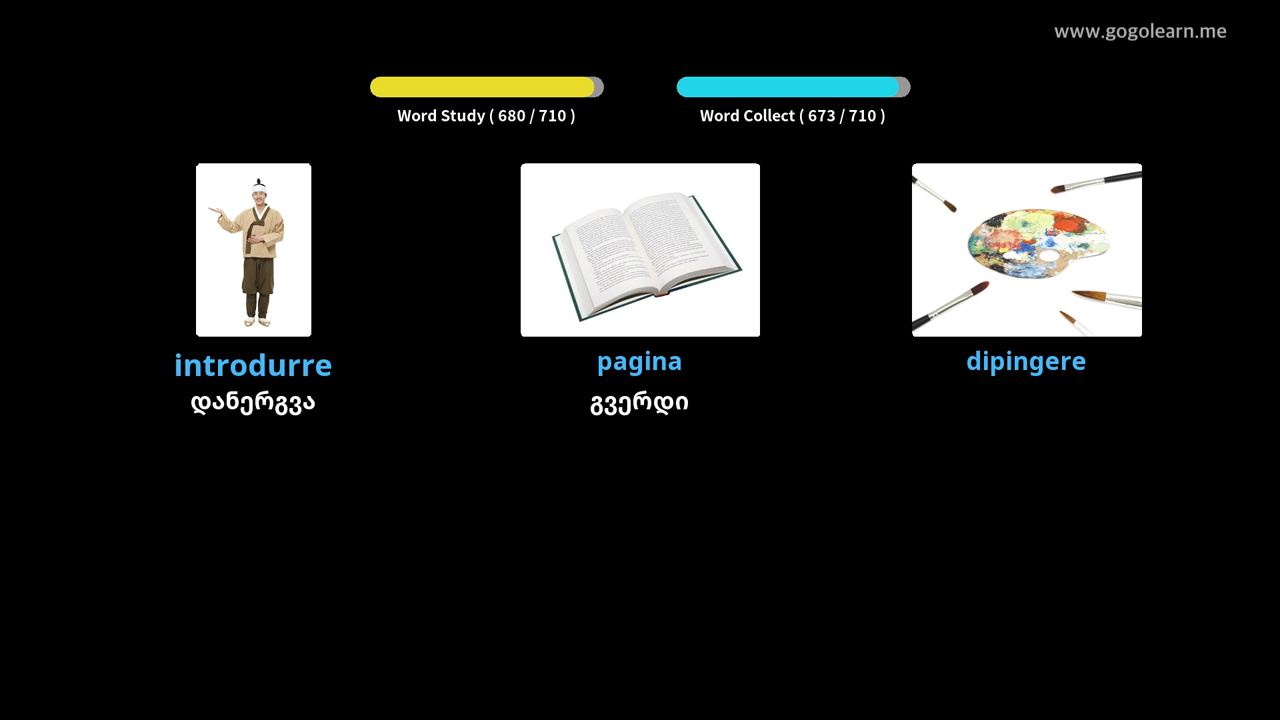 www.gogolearn.me
Word Study ( 680 / 710 )
Word Collect ( 673 / 710 )
introdurre
pagina
dipingere
დანერგვა
გვერდი